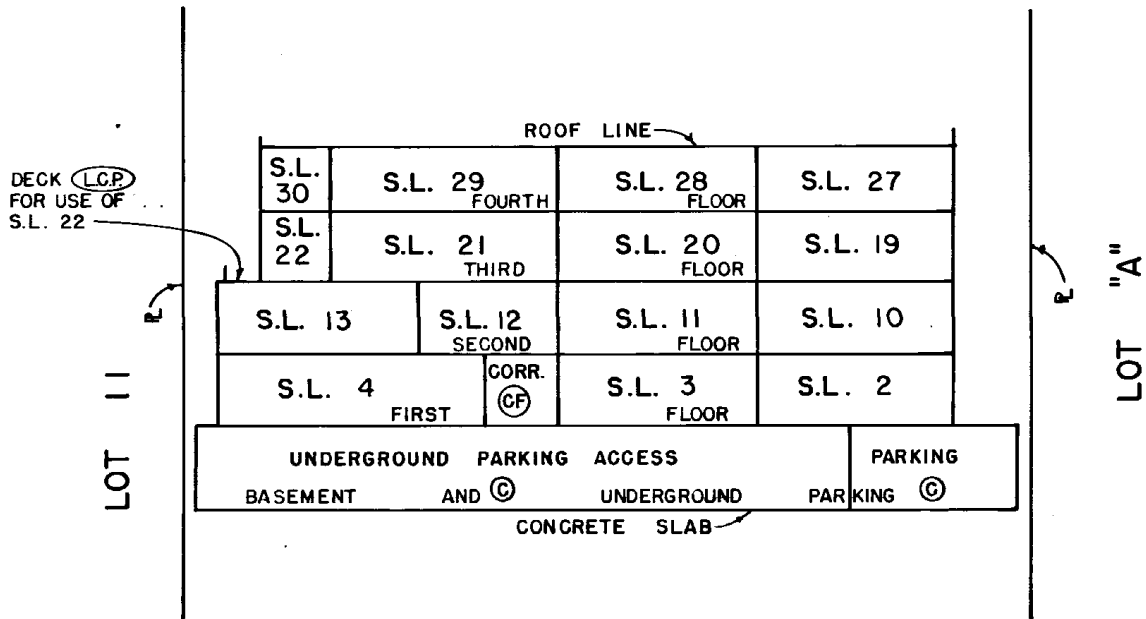 ROOF LINE
DECK L.C.P.
FOR USE OF
S.L. 22
S.L. 30
S.L. 29
FOURTH
S.L. 28
FLOOR
S.L. 27
S.L. 22
S.L. 21
THIRD
S.L. 20
FLOOR
S.L. 19
S.L. 13
S.L. 12
SECOND
S.L. 11
FLOOR
S.L. 10
S.L. 4
FIRST
CORR.
CF
S.L. 3
FLOOR
S.L. 2
UNDERGROUND PARKING ACCESS
PARKING
BASEMENT AND C UNDERGROUND PARKING C
CONCRETE SLAB
PL
PL
LOT 11
LOT "A"